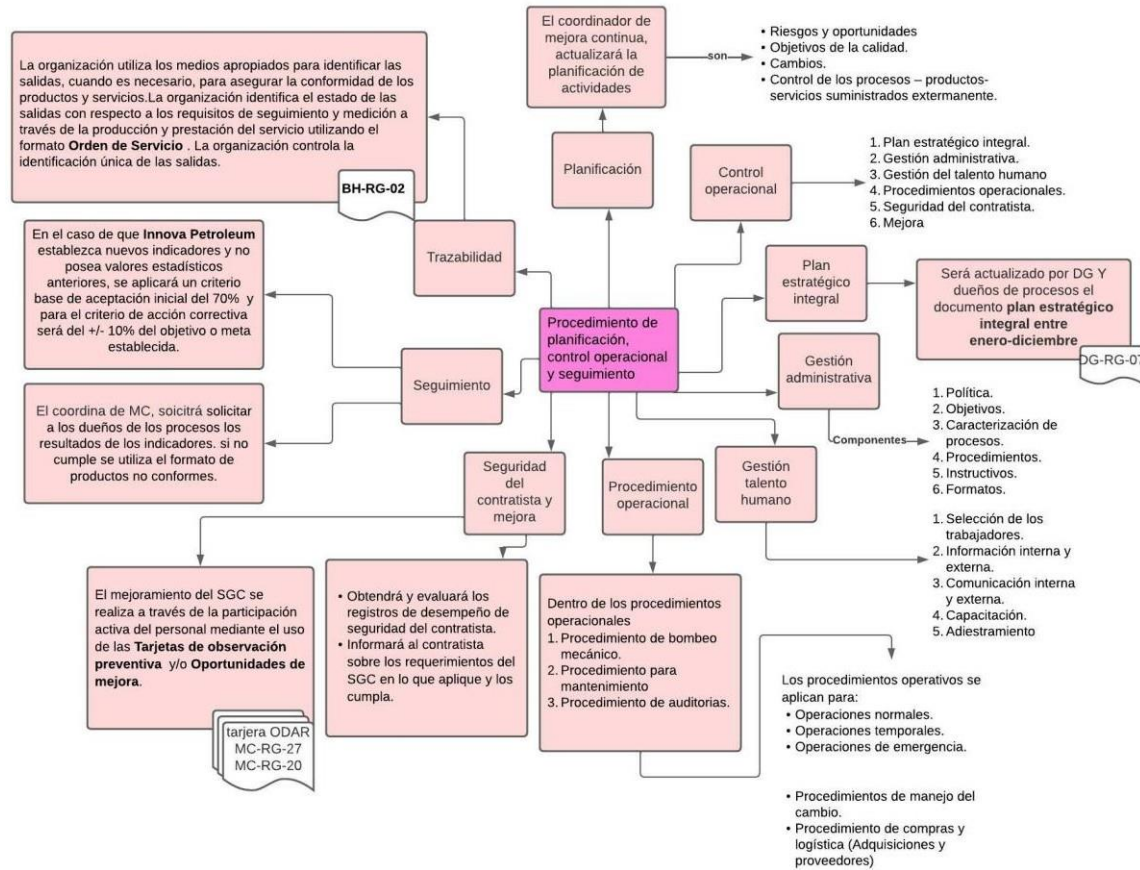 El coordinador de
mejora continua,
actualizará la
planificación de
actividades
son
• Riesgos y oportunidades
• Objetivos de la calidad.
• Cambios.
• Control de los procesos – productos-
servicios suministrados extermanente.
La organización utiliza los medios apropiados para identificar las
salidas, cuando es necesario, para asegurar la conformidad de los
productos y servicios.La organización identifica el estado de las
salidas con respecto a los requisitos de seguimiento y medición a
través de la producción y prestación del servicio utilizando el
formato Orden de Servicio . La organización controla la
identificación única de las salidas.
BH-RG-02
Planificación
Control
operacional
1. Plan estratégico integral.
2. Gestión administrativa.
3. Gestión del talento humano
4. Procedimientos operacionales.
5. Seguridad del contratista.
6. Mejora
Trazabilidad
En el caso de que Innova Petroleum
establezca nuevos indicadores y no
posea valores estadísticos
anteriores, se aplicará un criterio
base de aceptación inicial del 70% y
para el criterio de acción correctiva
será del +/- 10% del objetivo o meta
establecida.
Plan
estratégico
integral
Será actualizado por DG Y
dueños de procesos el
documento plan estratégico
integral entre
enero-diciembre
DG-RG-07
Procedimiento de
planificación,
control operacional
y seguimiento
Gestión
administrativa
Componentes
1. Política.
2. Objetivos.
3. Caracterización de
procesos.
4. Procedimientos.
5. Instructivos.
6. Formatos.
Seguimiento
El coordina de MC, soicitrá solicitar
a los dueños de los procesos los
resultados de los indicadores. si no
cumple se utiliza el formato de
productos no conformes.
Seguridad
del
contratista y
mejora
Procedimiento
operacional
Gestión
talento
humano
1. Selección de los
trabajadores.
2. Información interna y
externa.
3. Comunicación interna
y externa.
4. Capacitación.
5. Adiestramiento
El mejoramiento del SGC se
realiza a través de la participación
activa del personal mediante el uso
de las Tarjetas de observación
preventiva y/o Oportunidades de
mejora.
tarjera ODAR
MC-RG-27
MC-RG-20
• Obtendrá y evaluará los
registros de desempeño de
seguridad del contratista.
• Informará al contratista
sobre los requerimientos del
SGC en lo que aplique y los
cumpla.
Dentro de los procedimientos
operacionales
1. Procedimiento de bombeo
mecánico.
2. Procedimiento para
mantenimiento
3. Procedimiento de auditorias.
Los procedimientos operativos se
aplican para:
• Operaciones normales.
• Operaciones temporales.
• Operaciones de emergencia.
• Procedimientos de manejo del
cambio.
• Procedimiento de compras y
logística (Adquisiciones y
proveedores)